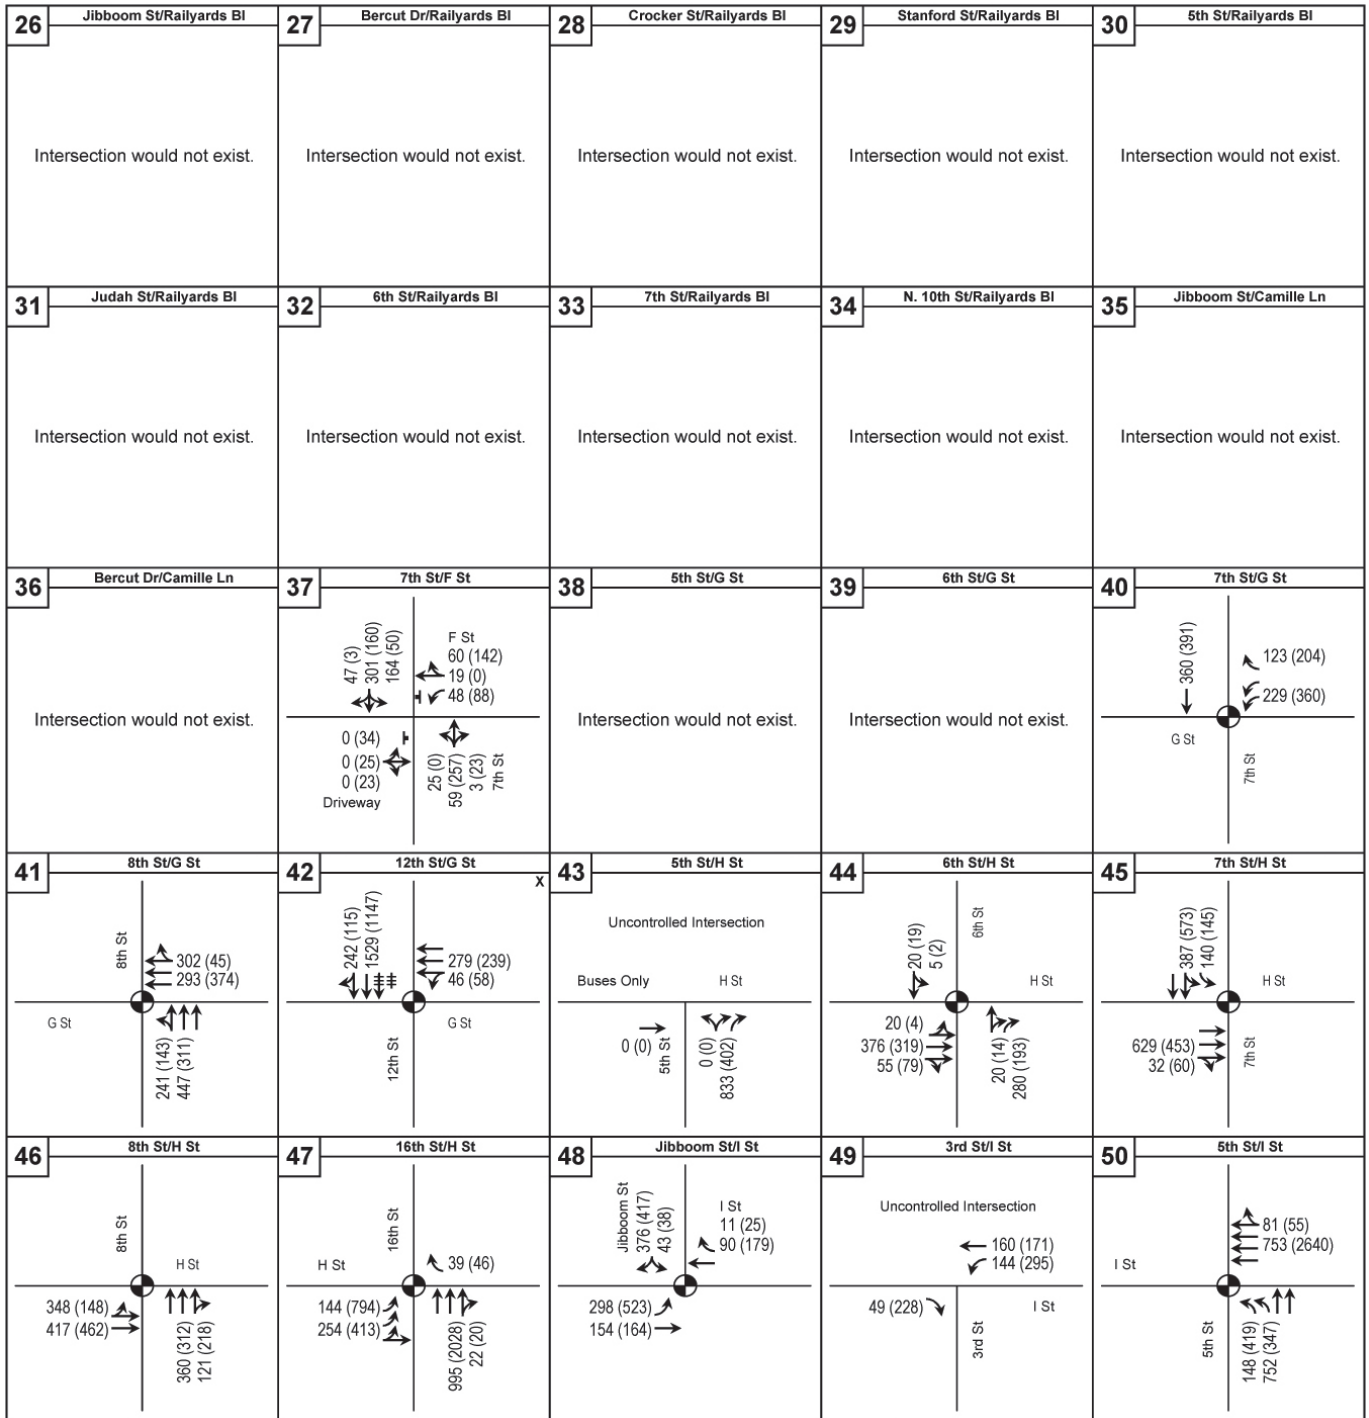 26 Jibboom St/Railyards Bl
Intersection would not exist.
27 Bercut Dr/Railyards Bl
Intersection would not exist.
28 Crocker St/Railyards Bl
Intersection would not exist.
29 Stanford St/Railyards Bl
Intersection would not exist.
30 5th St/Railyards Bl
Intersection would not exist.
31 Judah St/Railyards Bl
Intersection would not exist.
32 6th St/Railyards Bl
Intersection would not exist.
33 7th St/Railyards Bl
Intersection would not exist.
34 N. 10th St/Railyards Bl
Intersection would not exist.
35 Jibboom St/Camille Ln
Intersection would not exist.
36 Bercut Dr/Camille Ln
Intersection would not exist.
37 7th St/F St
47 (3)
301 (160)
164 (50)
F St
60 (142)
19 (0)
48 (88)
0 (34)
0 (25)
0 (23)
Driveway
25 (0)
59 (257)
3 (23)
7th St
38 5th St/G St
Intersection would not exist.
39 6th St/G St
Intersection would not exist.
40 7th St/G St
360 (391)
123 (204)
229 (360)
G St
7th St
41 8th St/G St
8th St
302 (45)
293 (374)
G St
241 (143)
447 (311)
42 12th St/G St
X
242 (115)
1529 (1147)
279 (239)
46 (58)
12th St
G St
43 5th St/H St
Uncontrolled Intersection
Buses Only
H St
0 (0)
5th St
0 (0)
833 (402)
44 6th St/H St
20 (19)
5 (2)
6th St
H St
20 (4)
376 (319)
55 (79)
20 (14)
280 (193)
45 7th St/H St
387 (573)
140 (145)
H St
629 (453)
32 (60)
7th St
46 8th St/H St
8th St
H St
348 (148)
417 (462)
360 (312)
121 (218)
47 16th St/H St
16th St
H St
39 (46)
144 (794)
254 (413)
995 (2028)
22 (20)
48 Jibboom St/I St
Jibboom St
376 (417)
43 (38)
I St
11 (25)
90 (179)
298 (523)
154 (164)
49 3rd St/I St
Uncontrolled Intersection
160 (171)
144 (295)
49 (228)
I St
3rd St
50 5th St/I St
81 (55)
753 (2640)
I St
5th St
148 (419)
752 (347)